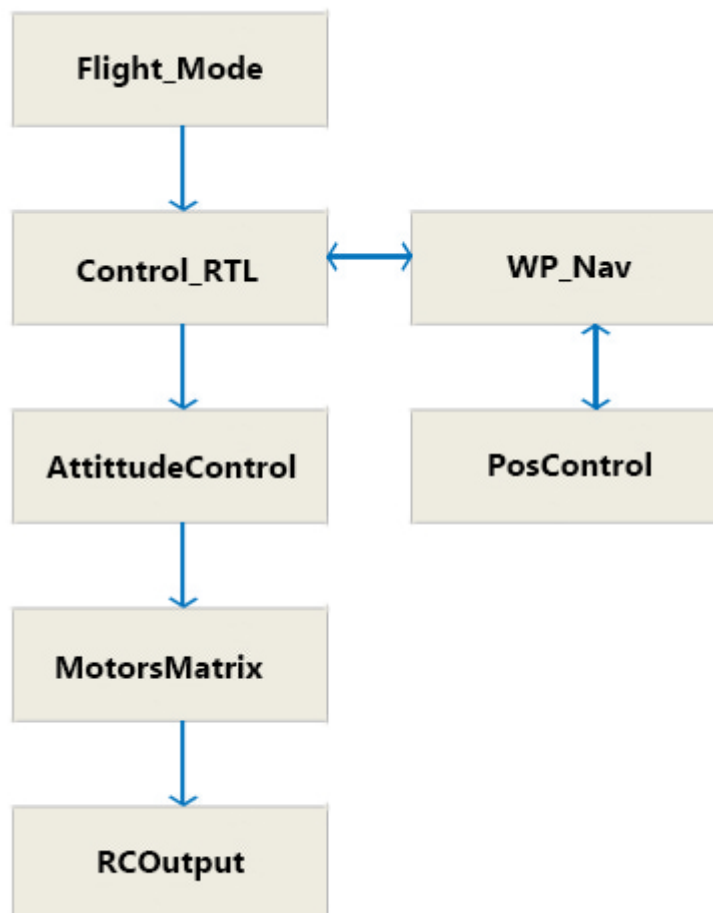 Flight_Mode
Control_RTL
WP_Nav
AttittudeControl
PosControl
MotorsMatrix
RCOutput